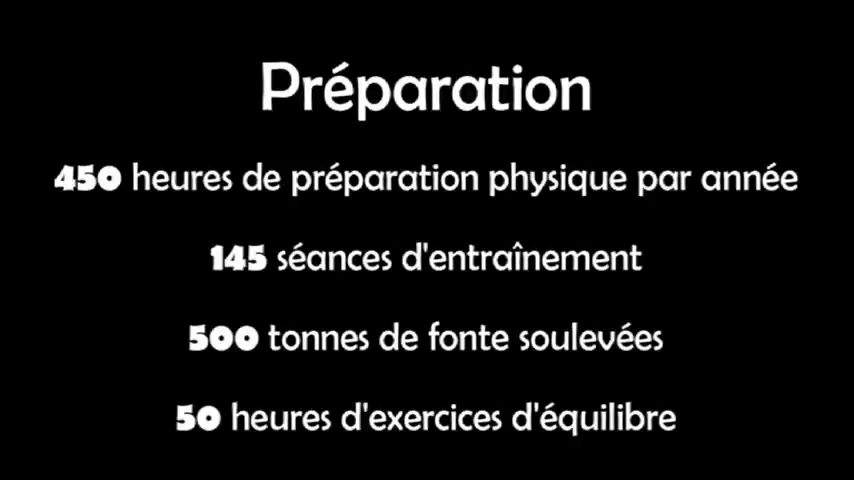 Préparation
450 heures de préparation physique par année
145 séances d'entraînement
500 tonnes de fonte soulevées
50 heures d'exercices d'équilibre